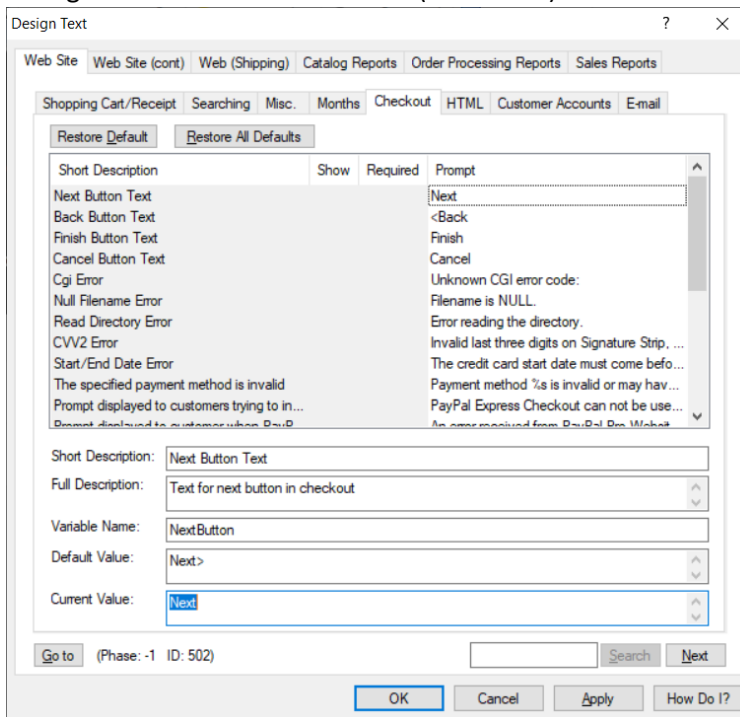 Design Text ? ×
Web Site Web Site (cont) Web (Shipping) Catalog Reports Order Processing Reports Sales Reports
Shopping Cart/Receipt Searching Misc. Months Checkout HTML Customer Accounts E-mail
Restore Default Restore All Defaults
Short Description Show Required Prompt
Next Button Text Next
Back Button Text <Back
Finish Button Text Finish
Cancel Button Text Cancel
Cgi Error Unknown CGI error code:
Null Filename Error Filename is NULL.
Read Directory Error Error reading the directory.
CVV2 Error Invalid last three digits on Signature Strip, ...
Start/End Date Error The credit card start date must come befo...
The specified payment method is invalid Payment method %s is invalid or may hav...
Prompt displayed to customers trying to in... PayPal Express Checkout can not be use...
Prompt displayed to customer when PayP
Short Description: Next Button Text
Full Description: Text for next button in checkout
Variable Name: NextButton
Default Value: Next>
Current Value: Next
Go to (Phase: -1 ID: 502) Search Next
OK Cancel Apply How Do I?